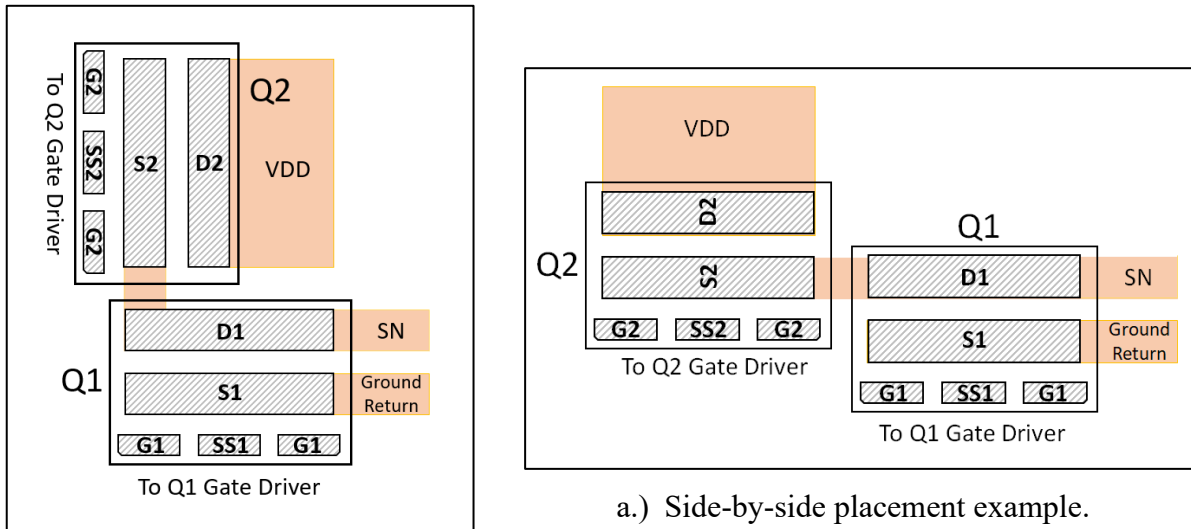 To Q2 Gate Driver
G2
SS2
G2
S2
D2
Q2
VDD
Q1
D1
SN
S1
Ground
Return
G1
SS1
G1
To Q1 Gate Driver
VDD
Q2
D2
S2
G2
SS2
G2
To Q2 Gate Driver
Q1
D1
SN
S1
Ground
Return
G1
SS1
G1
To Q1 Gate Driver
a.) Side-by-side placement example.